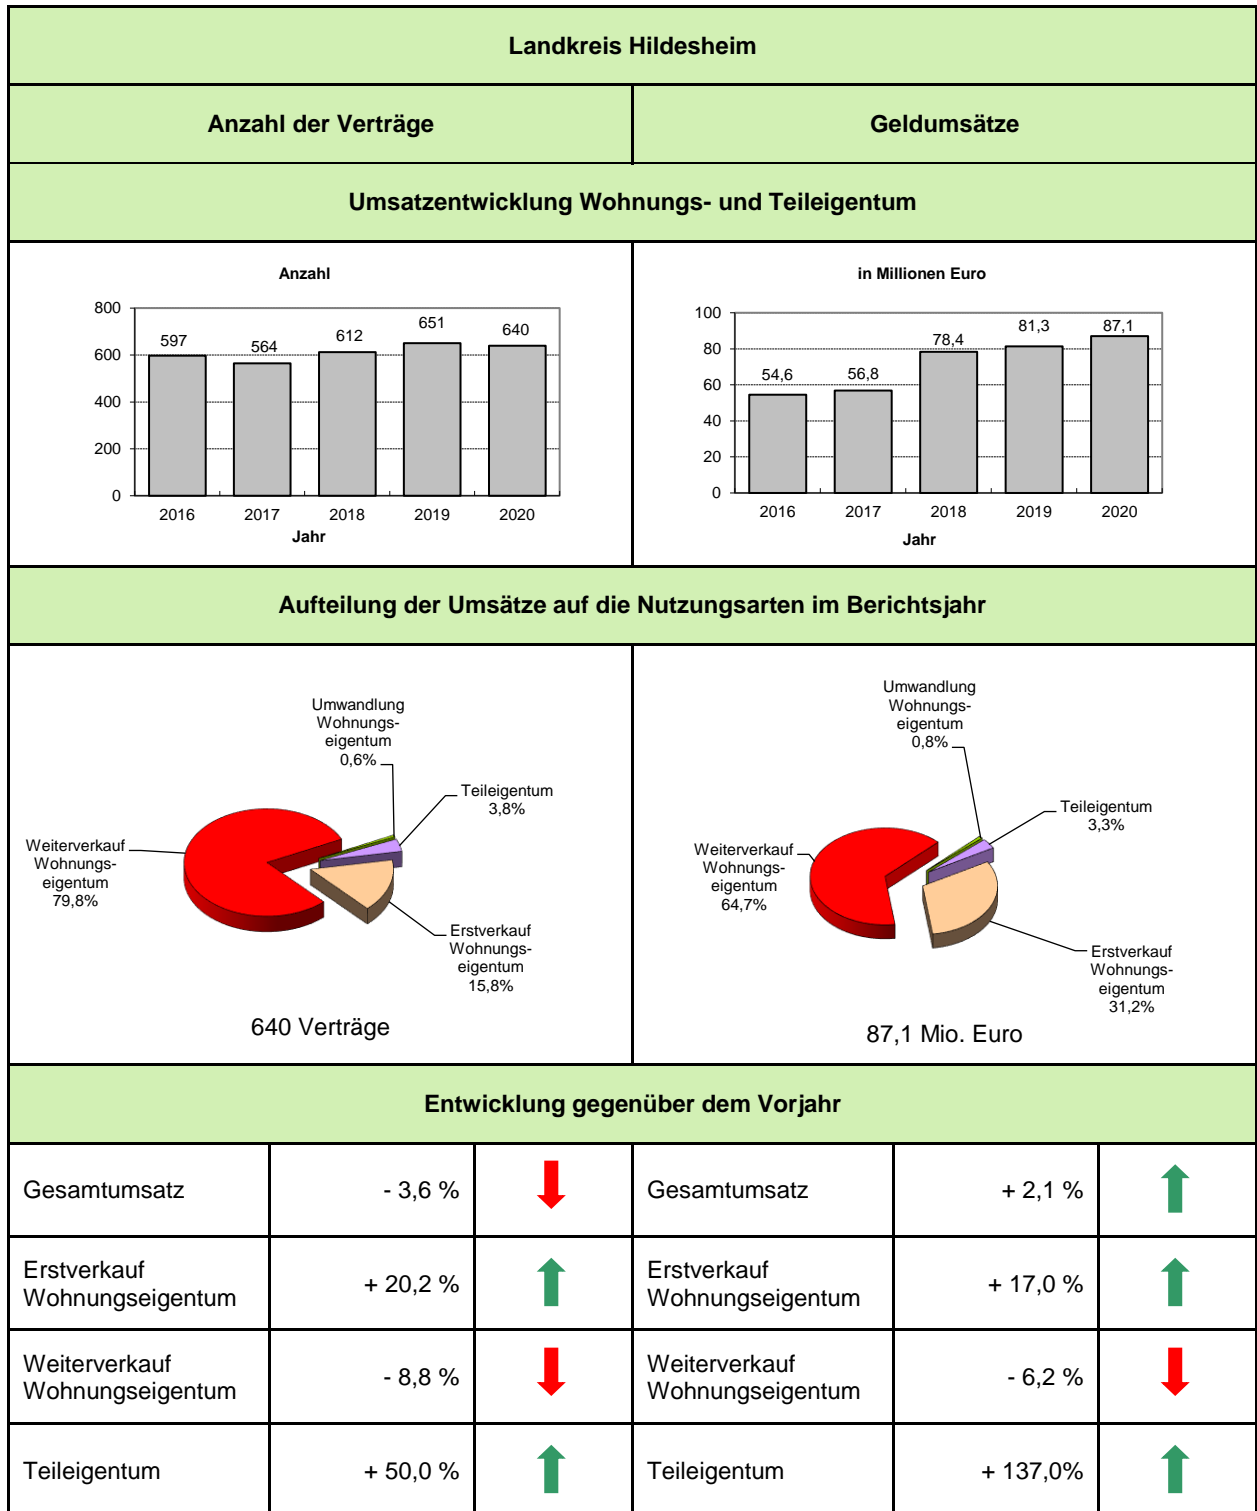 Landkreis Hildesheim
Anzahl der Verträge
Geldumsätze
Umsatzentwicklung Wohnungs- und Teileigentum
Anzahl
800
600
400
200
0
597
564
612
651
640
2016
2017
2018
2019
2020
Jahr
in Millionen Euro
100
80
60
40
20
0
54,6
56,8
78,4
81,3
87,1
2016
2017
2018
2019
2020
Jahr
Aufteilung der Umsätze auf die Nutzungsarten im Berichtsjahr
Umwandlung
Wohnungs-
eigentum
0,6%
Teileigentum
3,8%
Weiterverkauf
Wohnungs-
eigentum
79,8%
Erstverkauf
Wohnungs-
eigentum
15,8%
640 Verträge
Umwandlung
Wohnungs-
eigentum
0,8%
Teileigentum
3,3%
Weiterverkauf
Wohnungs-
eigentum
64,7%
Erstverkauf
Wohnungs-
eigentum
31,2%
87,1 Mio. Euro
Entwicklung gegenüber dem Vorjahr
Gesamtumsatz
- 3,6 %
Gesamtumsatz
+ 2,1 %
Erstverkauf
Wohnungseigentum
+ 20,2 %
Erstverkauf
Wohnungseigentum
+ 17,0 %
Weiterverkauf
Wohnungseigentum
- 8,8 %
Weiterverkauf
Wohnungseigentum
- 6,2 %
Teileigentum
+ 50,0 %
Teileigentum
+ 137,0%